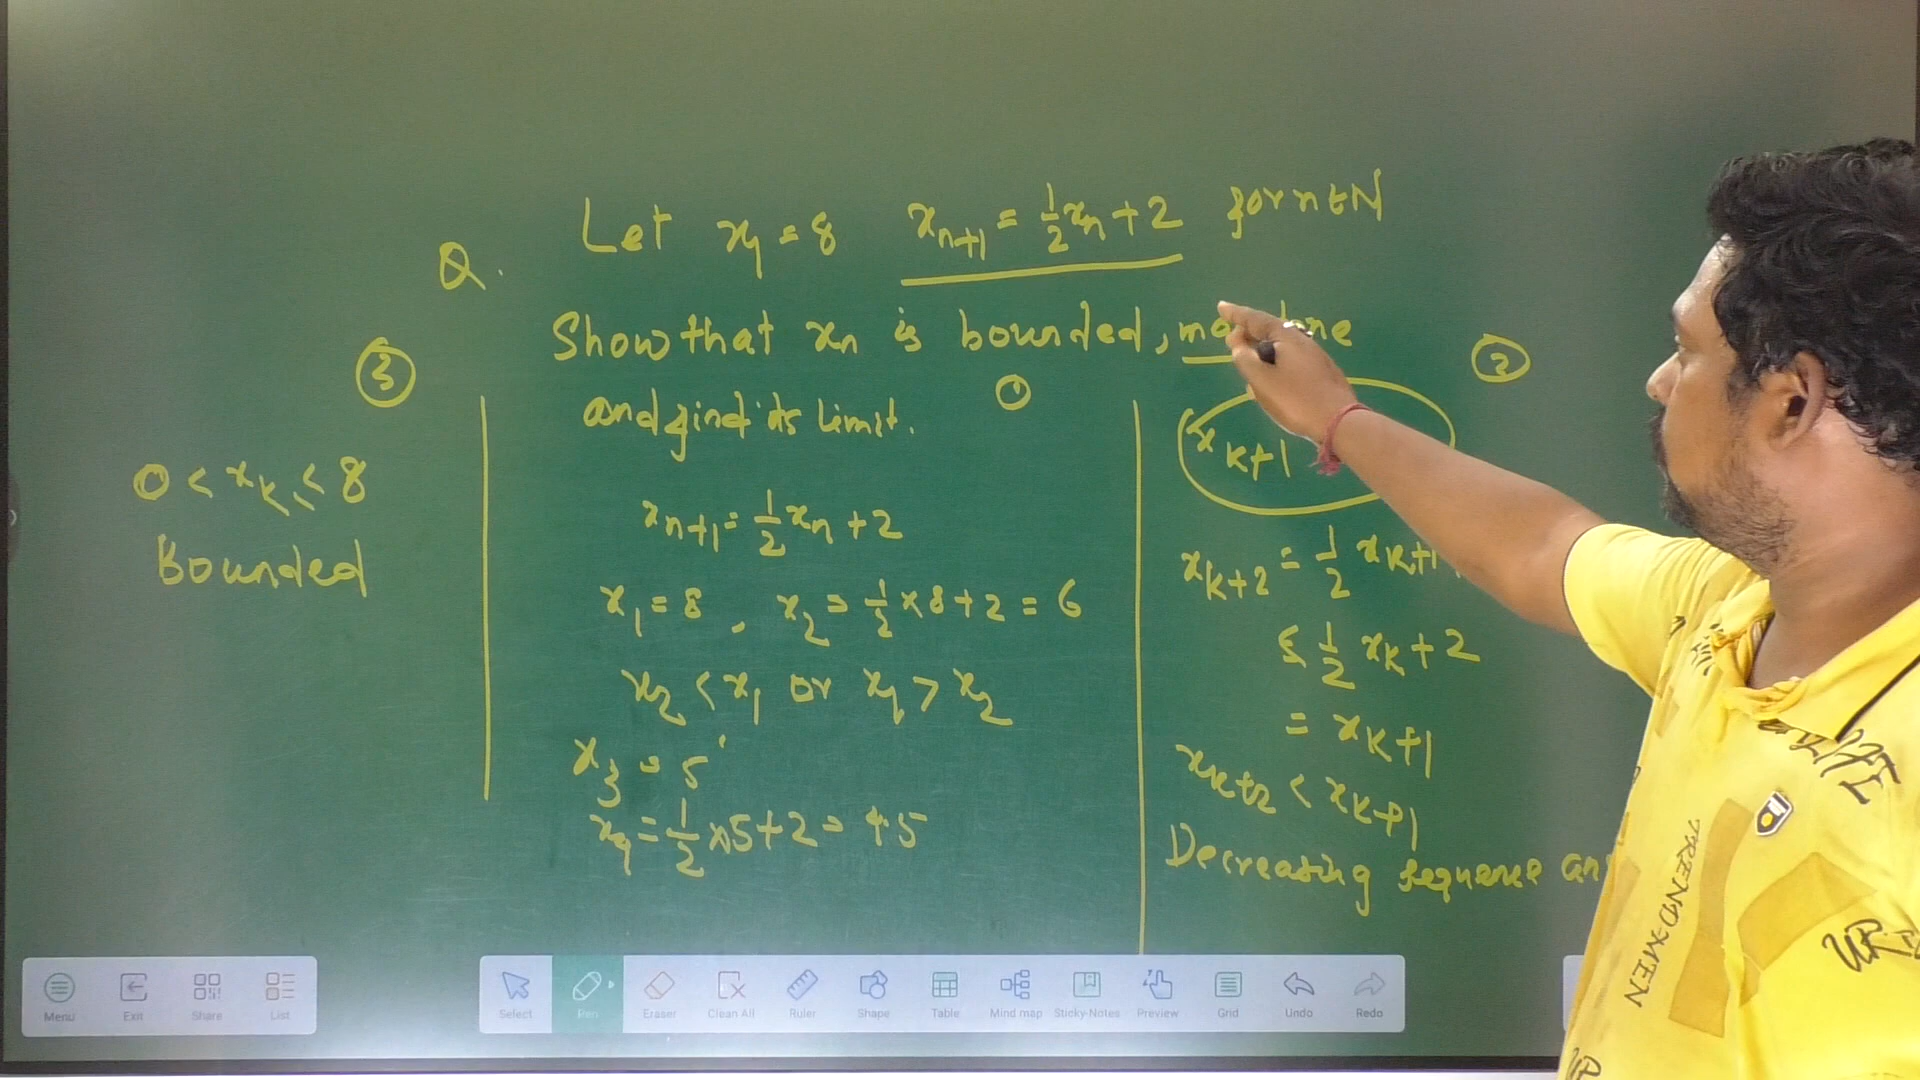 Q. Let x₁ = 8 xₙ₊₁ = ½xₙ + 2 for n ∈ N
Show that xₙ is bounded,
and find its limit.
①
xₙ₊₁ = ½xₙ + 2
x₁ = 8, x₂ = ½ × 8 + 2 = 6
x₂ < x₁ or x₁ > x₂
x₃ = 5
x₄ = ½ × 5 + 2 = 4.5
②
xₖ₊₁
xₖ₊₂ = ½ xₖ₊₁
≤ ½ xₖ + 2
= xₖ₊₁
xₖ₊₂ < xₖ₊₁
Decreasing sequence
③
0 < xₖ < 8
Bounded
Menu Exit Share List
Select Pen Eraser Clean All Ruler Shape Table Mind map Sticky-Notes Preview Grid Undo Redo
TRENDMEN